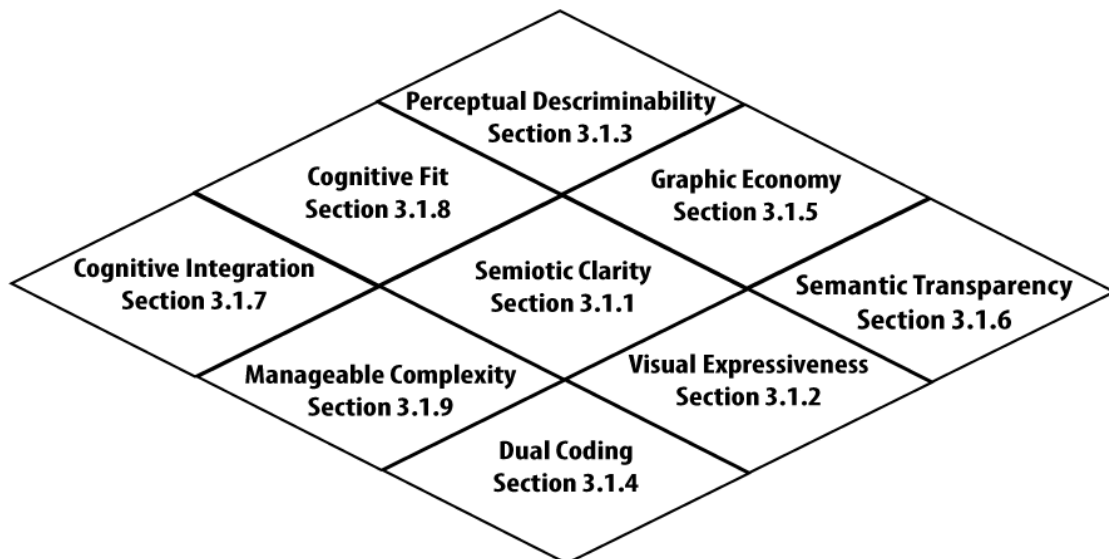 Perceptual Descriminability
Section 3.1.3
Cognitive Fit
Section 3.1.8
Graphic Economy
Section 3.1.5
Cognitive Integration
Section 3.1.7
Semiotic Clarity
Section 3.1.1
Semantic Transparency
Section 3.1.6
Manageable Complexity
Section 3.1.9
Visual Expressiveness
Section 3.1.2
Dual Coding
Section 3.1.4